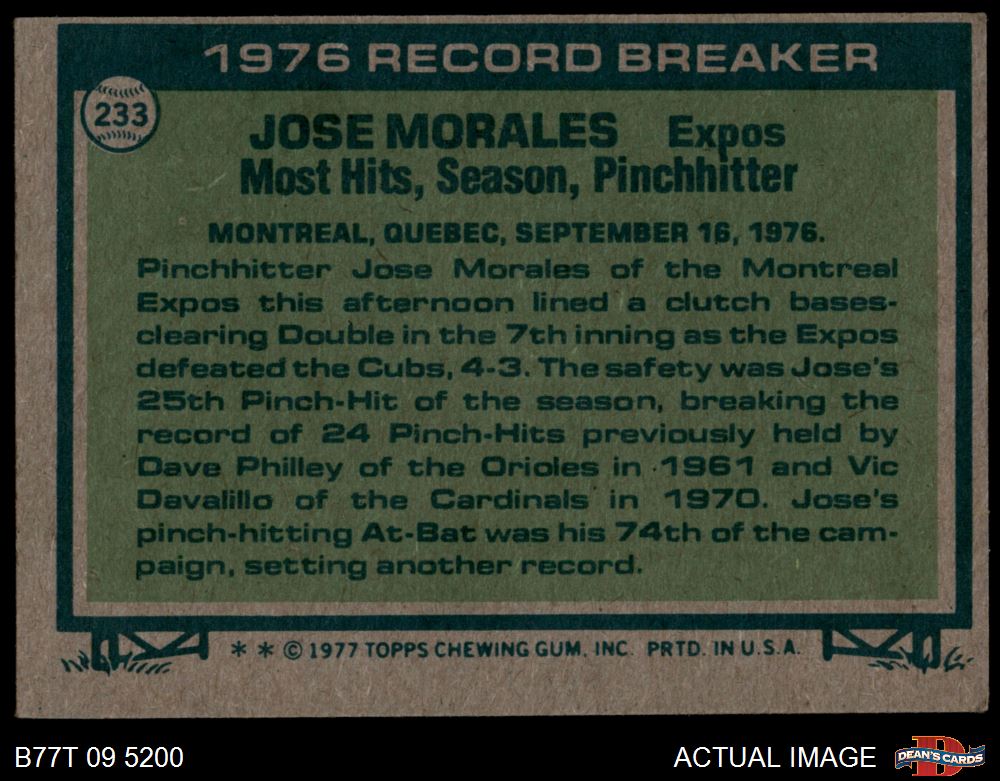 1976 RECORD BREAKER
233
JOSE MORALES Expos
Most Hits, Season, Pinchhitter
MONTREAL, QUEBEC, SEPTEMBER 16, 1976.
Pinchhitter Jose Morales of the Montreal
Expos this afternoon lined a clutch bases-
clearing Double in the 7th inning as the Expos
defeated the Cubs, 4-3. The safety was Jose's
25th Pinch-Hit of the season, breaking the
record of 24 Pinch-Hits previously held by
Dave Philley of the Orioles in 1961 and Vic
Davalillo of the Cardinals in 1970. Jose's
pinch-hitting At-Bat was his 74th of the cam-
paign, setting another record.
* * © 1977 TOPPS CHEWING GUM, INC. PRTD. IN U.S.A.
B77T 09 5200
ACTUAL IMAGE
D
DEAN'S CARDS